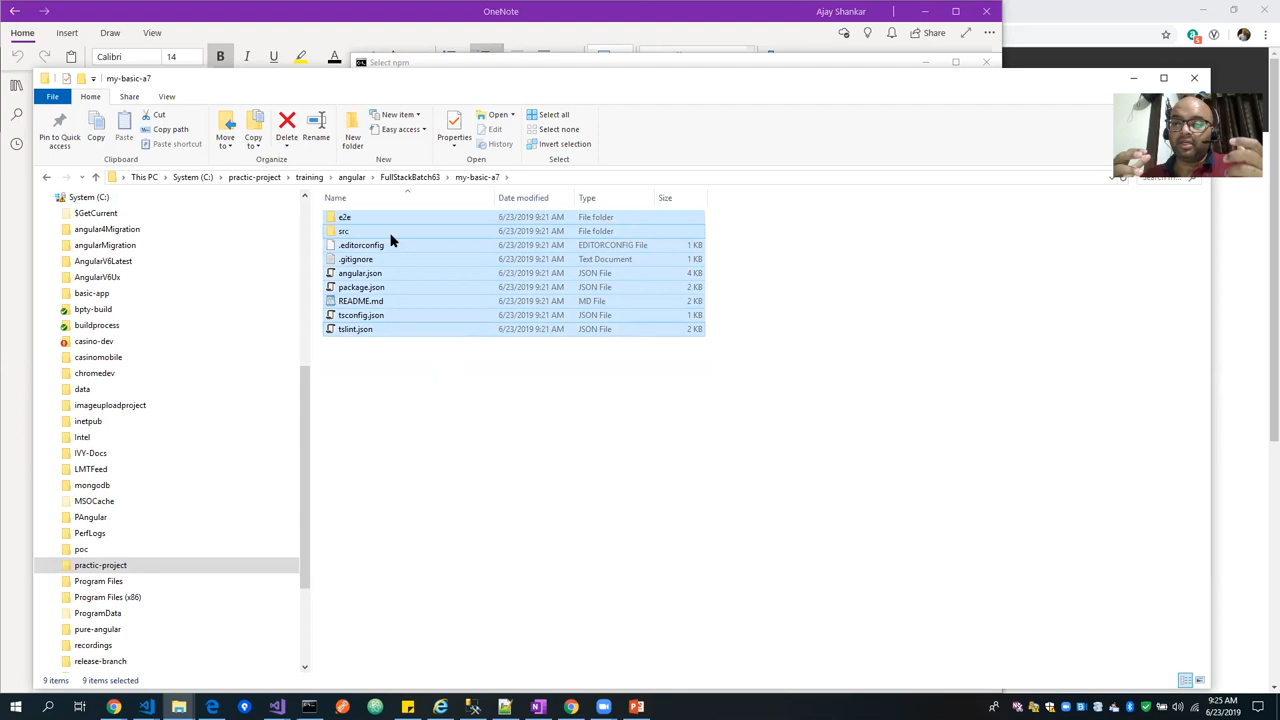 OneNote
Ajay Shankar
Home Insert Draw View
Share
Calibri 14 B I U A
Select npm
my-basic-a7
File Home Share View
Pin to Quick access
Copy
Paste
Cut
Copy path
Paste shortcut
Move to
Copy to
Delete
Rename
New folder
New item
Easy access
Properties
Open
Edit
History
Select all
Select none
Invert selection
Clipboard
Organize
New
Open
Select
This PC System (C:) practic-project training angular FullStackBatch63 my-basic-a7
Name Date modified Type Size
e2e 6/23/2019 9:21 AM File folder
src 6/23/2019 9:21 AM File folder
.editorconfig 6/23/2019 9:21 AM EDITORCONFIG File 1 KB
.gitignore 6/23/2019 9:21 AM Text Document 1 KB
angular.json 6/23/2019 9:21 AM JSON File 4 KB
package.json 6/23/2019 9:21 AM JSON File 2 KB
README.md 6/23/2019 9:21 AM MD File 2 KB
tsconfig.json 6/23/2019 9:21 AM JSON File 1 KB
tslint.json 6/23/2019 9:21 AM JSON File 2 KB
System (C:)
$GetCurrent
angular4Migration
angularMigration
AngularV6Latest
AngularV6Ux
basic-app
bpty-build
buildprocess
casino-dev
casinomobile
chromedev
data
imageuploadproject
inetpub
Intel
IVY-Docs
LMTFeed
mongodb
MSOCache
PAngular
PerfLogs
poc
practic-project
Program Files
Program Files (x86)
ProgramData
pure-angular
recordings
release-branch
9 items 9 items selected
9:25 AM
6/23/2019